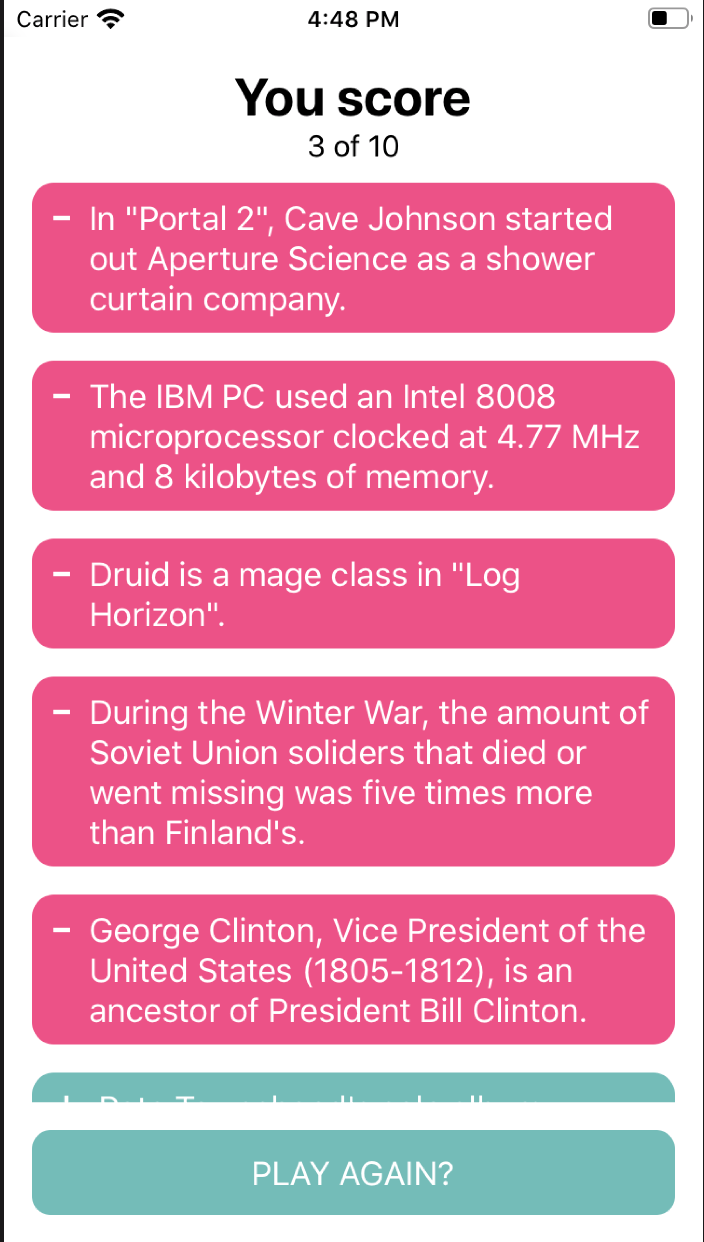 Carrier 4:48 PM
You score
3 of 10
– In "Portal 2", Cave Johnson started
out Aperture Science as a shower
curtain company.
– The IBM PC used an Intel 8008
microprocessor clocked at 4.77 MHz
and 8 kilobytes of memory.
– Druid is a mage class in "Log
Horizon".
– During the Winter War, the amount of
Soviet Union soliders that died or
went missing was five times more
than Finland's.
– George Clinton, Vice President of the
United States (1805-1812), is an
ancestor of President Bill Clinton.
PLAY AGAIN?